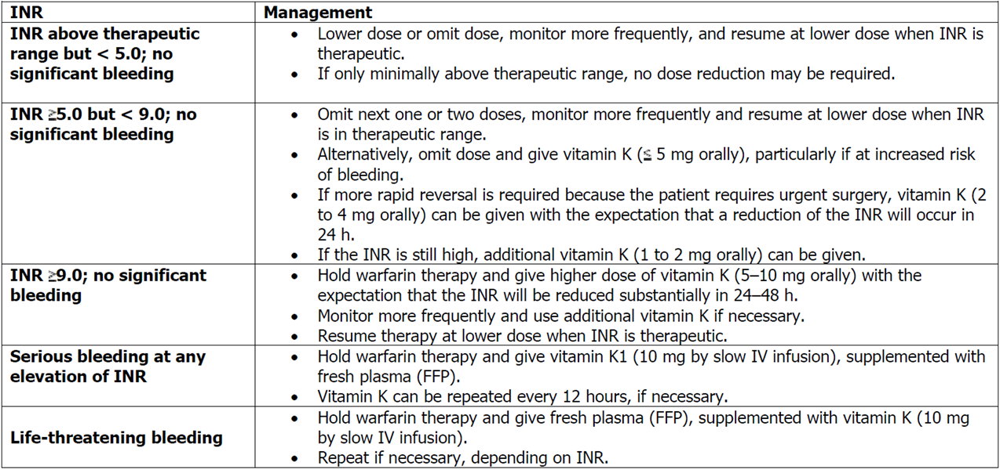 INR
Management
INR above therapeutic
range but < 5.0; no
significant bleeding
• Lower dose or omit dose, monitor more frequently, and resume at lower dose when INR is
therapeutic.
• If only minimally above therapeutic range, no dose reduction may be required.
INR ≥5.0 but < 9.0; no
significant bleeding
• Omit next one or two doses, monitor more frequently and resume at lower dose when INR
is in therapeutic range.
• Alternatively, omit dose and give vitamin K (≤ 5 mg orally), particularly if at increased risk
of bleeding.
• If more rapid reversal is required because the patient requires urgent surgery, vitamin K (2
to 4 mg orally) can be given with the expectation that a reduction of the INR will occur in
24 h.
• If the INR is still high, additional vitamin K (1 to 2 mg orally) can be given.
INR ≥9.0; no significant
bleeding
• Hold warfarin therapy and give higher dose of vitamin K (5–10 mg orally) with the
expectation that the INR will be reduced substantially in 24–48 h.
• Monitor more frequently and use additional vitamin K if necessary.
• Resume therapy at lower dose when INR is therapeutic.
Serious bleeding at any
elevation of INR
• Hold warfarin therapy and give vitamin K1 (10 mg by slow IV infusion), supplemented with
fresh plasma (FFP).
• Vitamin K can be repeated every 12 hours, if necessary.
Life-threatening bleeding
• Hold warfarin therapy and give fresh plasma (FFP), supplemented with vitamin K (10 mg
by slow IV infusion).
• Repeat if necessary, depending on INR.